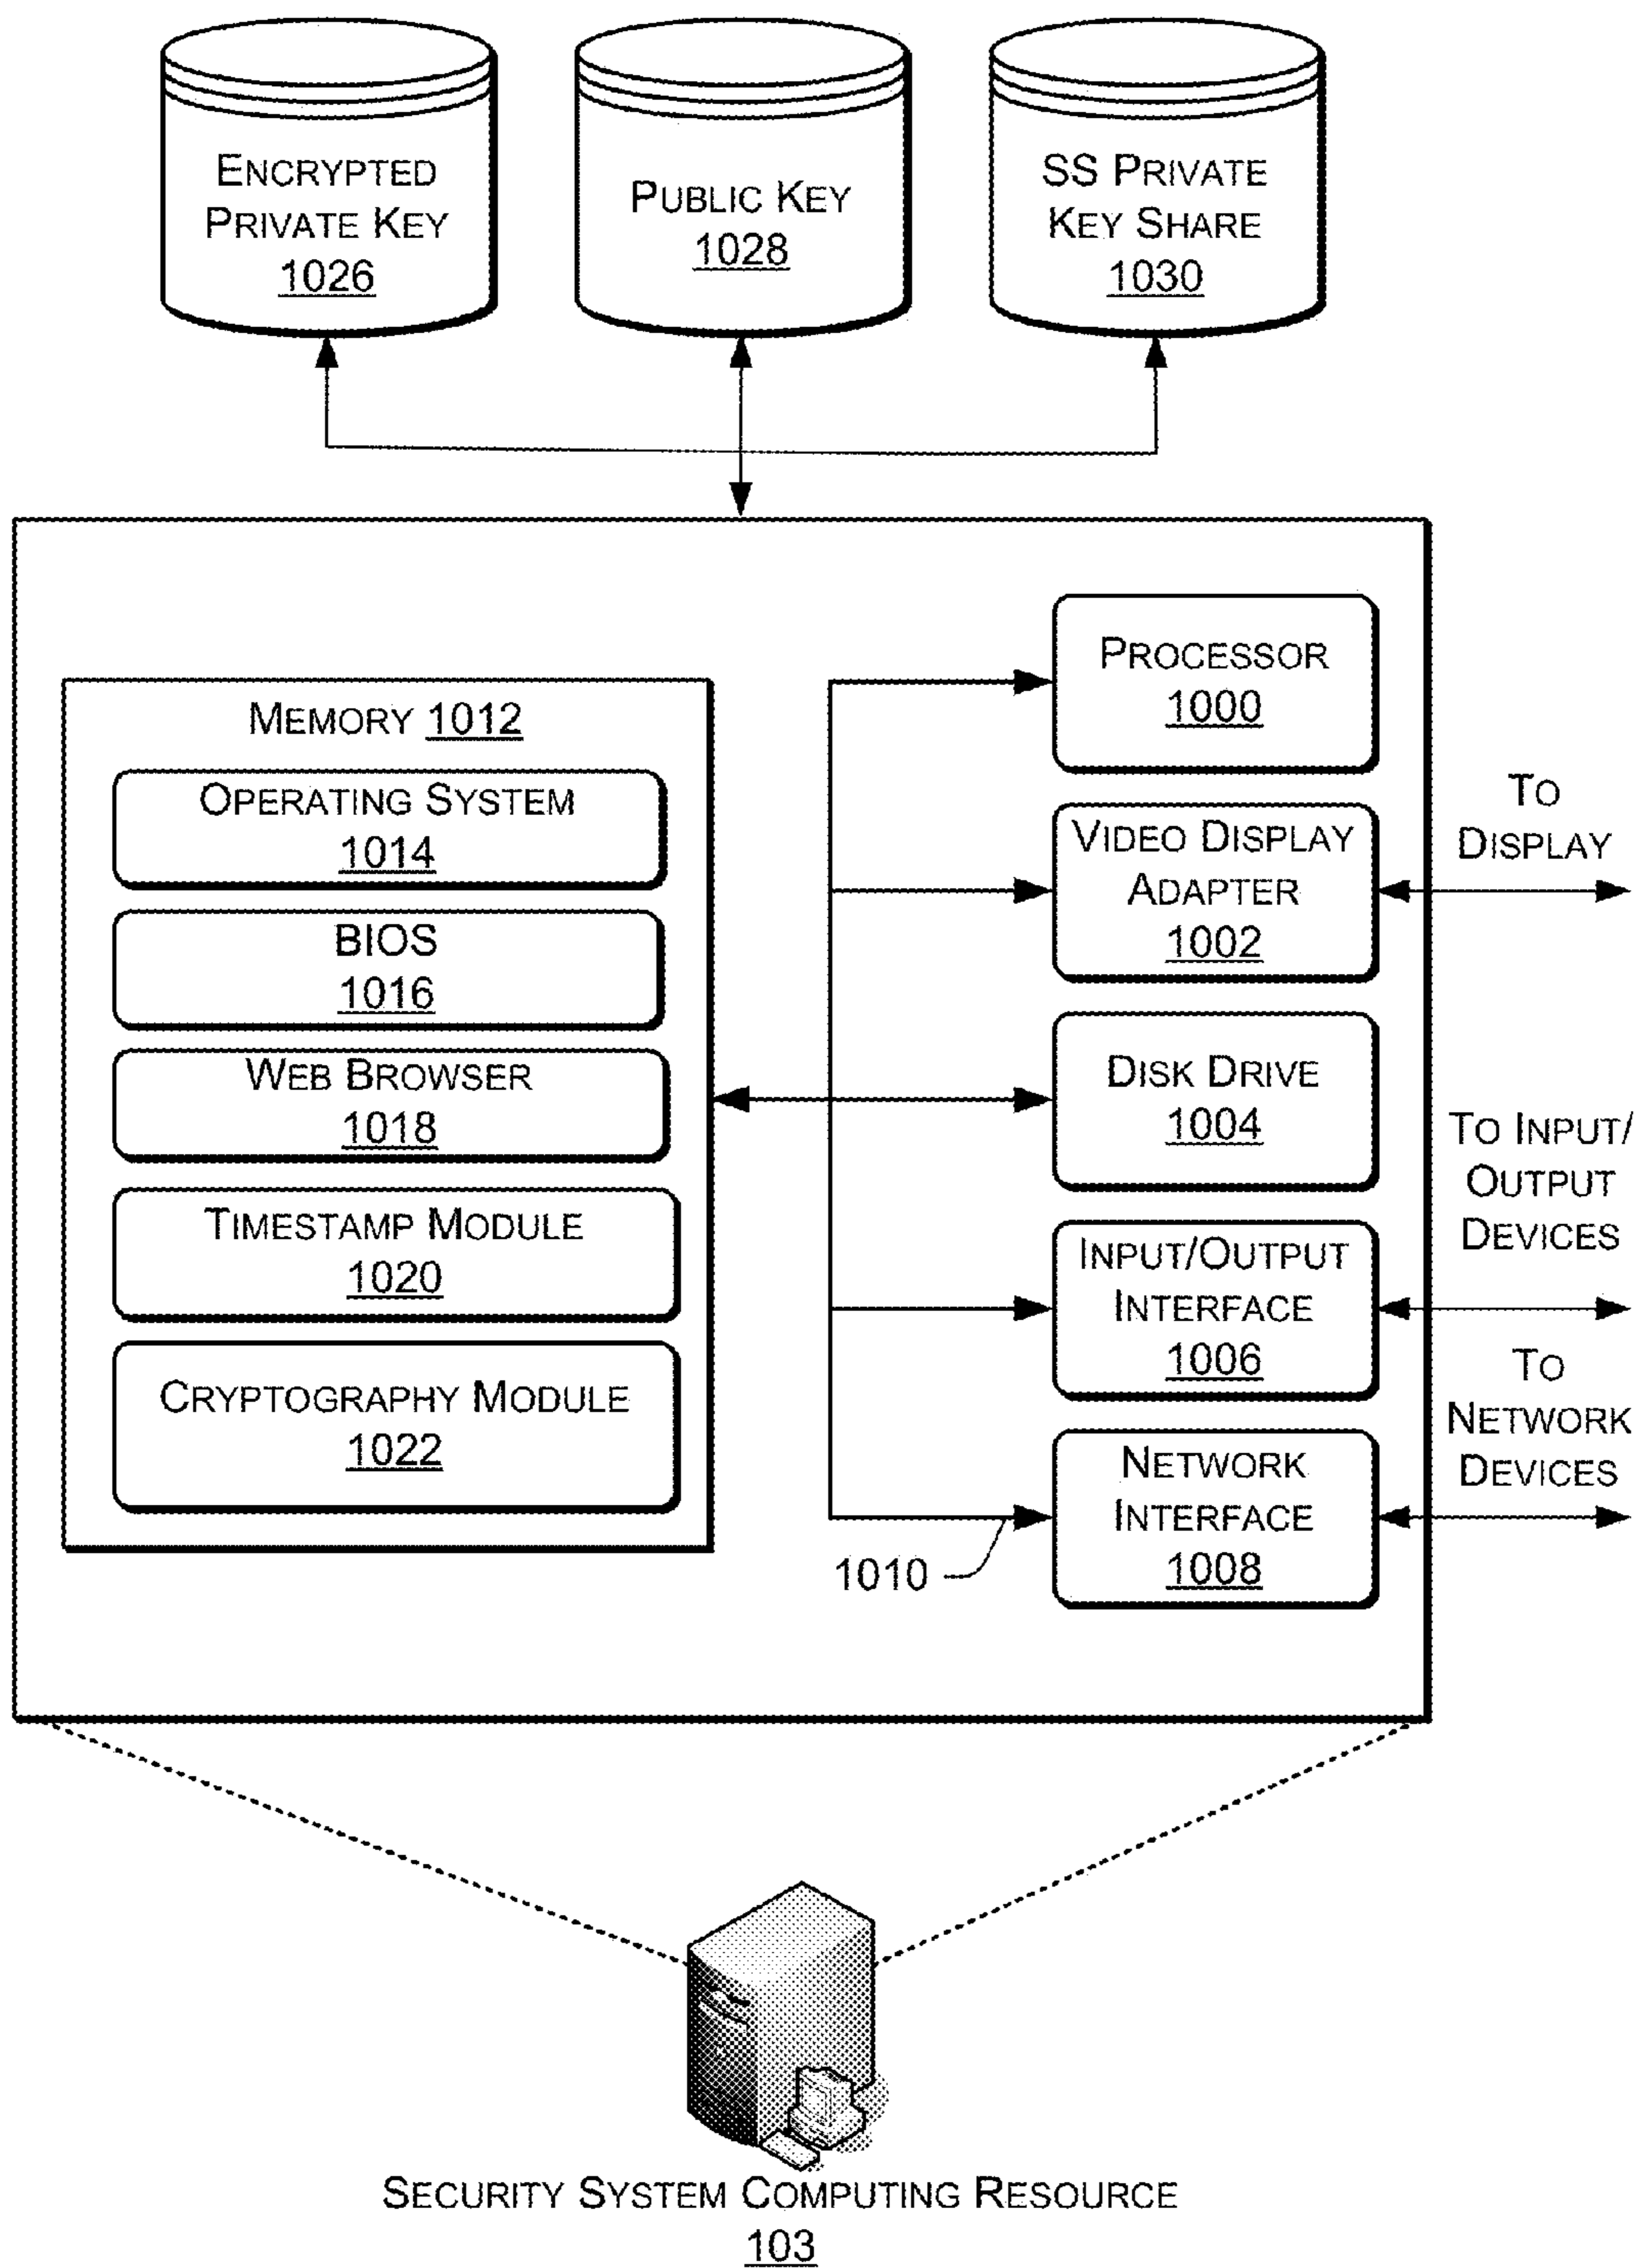 ENCRYPTED
PRIVATE KEY
1026
PUBLIC KEY
1028
SS PRIVATE
KEY SHARE
1030
MEMORY 1012
OPERATING SYSTEM
1014
BIOS
1016
WEB BROWSER
1018
TIMESTAMP MODULE
1020
CRYPTOGRAPHY MODULE
1022
PROCESSOR
1000
VIDEO DISPLAY
ADAPTER
1002
DISK DRIVE
1004
INPUT/OUTPUT
INTERFACE
1006
NETWORK
INTERFACE
1008
1010
TO
DISPLAY
TO INPUT/
OUTPUT
DEVICES
TO
NETWORK
DEVICES
SECURITY SYSTEM COMPUTING RESOURCE
103